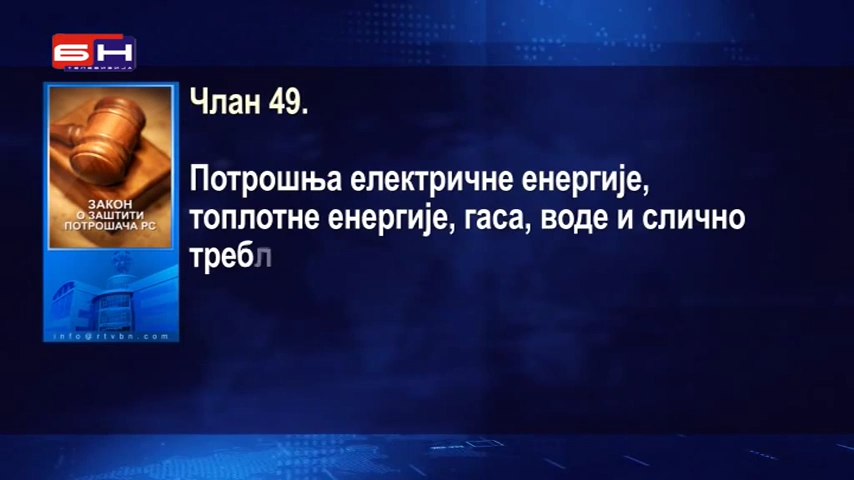 БН
ТЕЛЕВИЗИЈА
Члан 49.
Потрошња електричне енергије,
топлотне енергије, гаса, воде и слично
требл
ЗАКОН
О ЗАШТИТИ
ПОТРОШАЧА РС
info@rtvbn.com